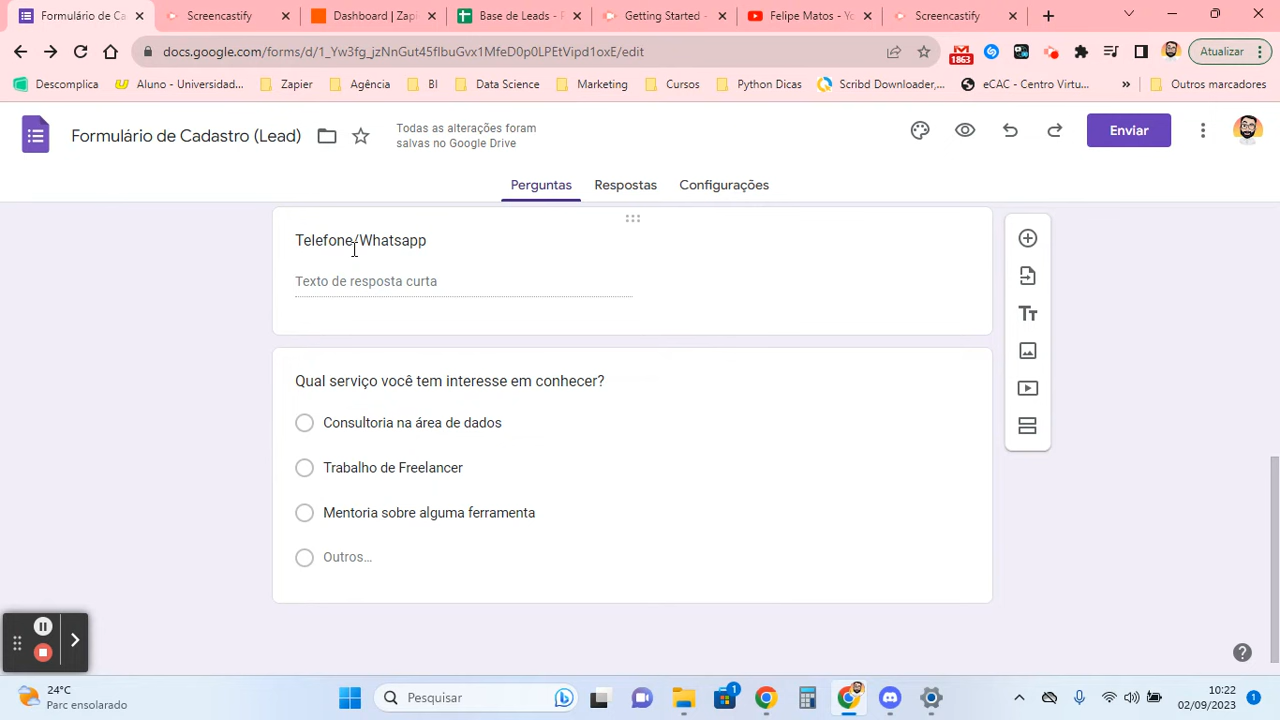 Formulário de Ca
Screencastify
Dashboard | Zap
Base de Leads - P
Getting Started -
Felipe Matos - Yo
Screencastify
docs.google.com/forms/d/1_Yw3fq_jzNnGut45fIbuGvx1MfeD0p0LPEtVipd1oxE/edit
1863
Atualizar
Descomplica
Aluno - Universidad...
Zapier
Agência
BI
Data Science
Marketing
Cursos
Python Dicas
Scribd Downloader,...
eCAC - Centro Virtu...
Outros marcadores
Formulário de Cadastro (Lead)
Todas as alterações foram
salvas no Google Drive
Enviar
Perguntas
Respostas
Configurações
Telefone/Whatsapp
Texto de resposta curta
Qual serviço você tem interesse em conhecer?
Consultoria na área de dados
Trabalho de Freelancer
Mentoria sobre alguma ferramenta
Outros...
24°C
Parc ensolarado
Pesquisar
1
10:22
02/09/2023
1